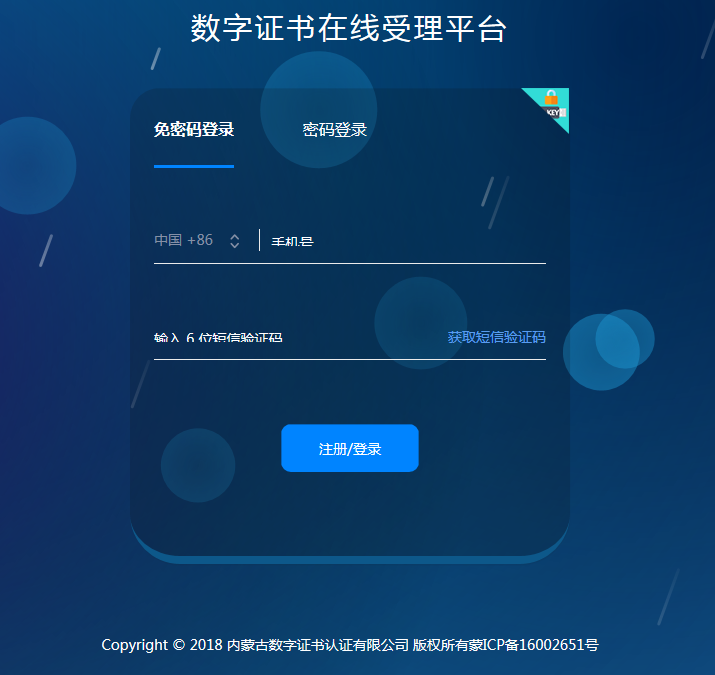 数字证书在线受理平台
免密码登录 密码登录
KEY
中国 +86 手机号
输入 6 位短信验证码 获取短信验证码
注册/登录
Copyright © 2018 内蒙古数字证书认证有限公司 版权所有蒙ICP备16002651号